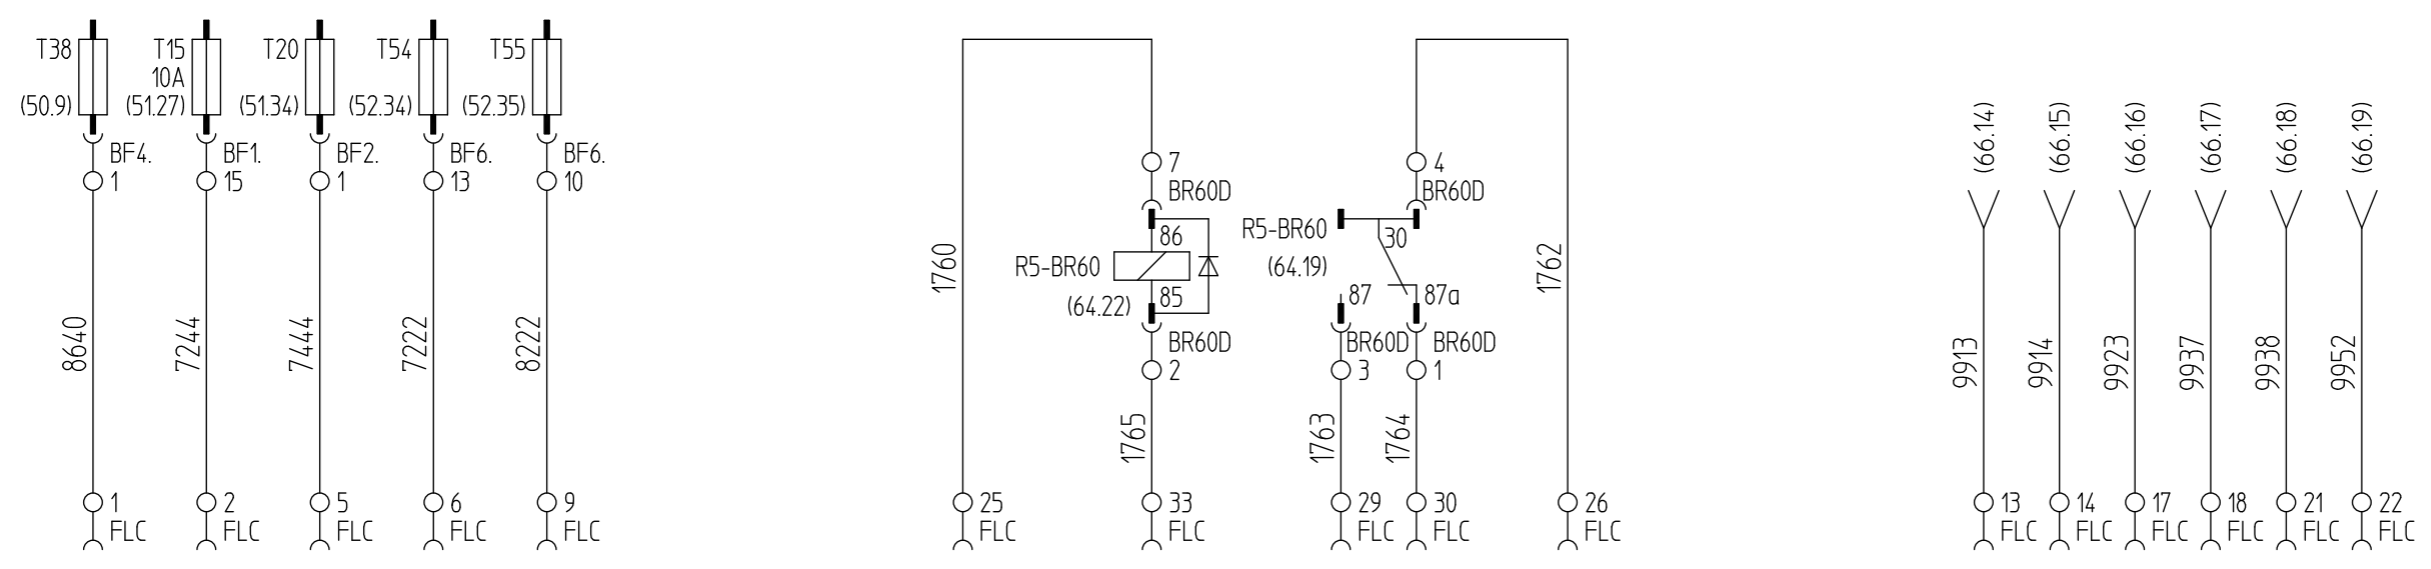 T38
(50.9)
BF4.
1
8640
1
FLC
T15
10A
(51.27)
BF1.
15
7244
2
FLC
T20
(51.34)
BF2.
1
7444
5
FLC
T54
(52.34)
BF6.
13
7222
6
FLC
T55
(52.35)
BF6.
10
8222
9
FLC
1760
25
FLC
7
BR60D
86
R5-BR60
85
(64.22)
BR60D
2
1765
33
FLC
4
BR60D
R5-BR60
30
(64.19)
87
87a
BR60D
3
1763
29
FLC
BR60D
1
1764
30
FLC
1762
26
FLC
(66.14)
9913
13
FLC
(66.15)
9914
14
FLC
(66.16)
9923
17
FLC
(66.17)
9937
18
FLC
(66.18)
9938
21
FLC
(66.19)
9952
22
FLC